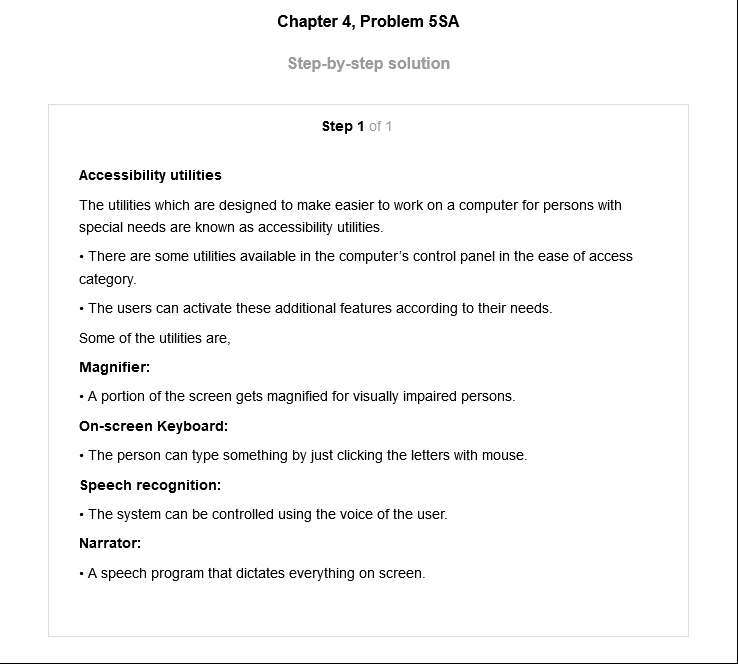 Chapter 4, Problem 5SA
Step-by-step solution
Step 1 of 1
Accessibility utilities
The utilities which are designed to make easier to work on a computer for persons with
special needs are known as accessibility utilities.
• There are some utilities available in the computer’s control panel in the ease of access
category.
• The users can activate these additional features according to their needs.
Some of the utilities are,
Magnifier:
• A portion of the screen gets magnified for visually impaired persons.
On-screen Keyboard:
• The person can type something by just clicking the letters with mouse.
Speech recognition:
• The system can be controlled using the voice of the user.
Narrator:
• A speech program that dictates everything on screen.